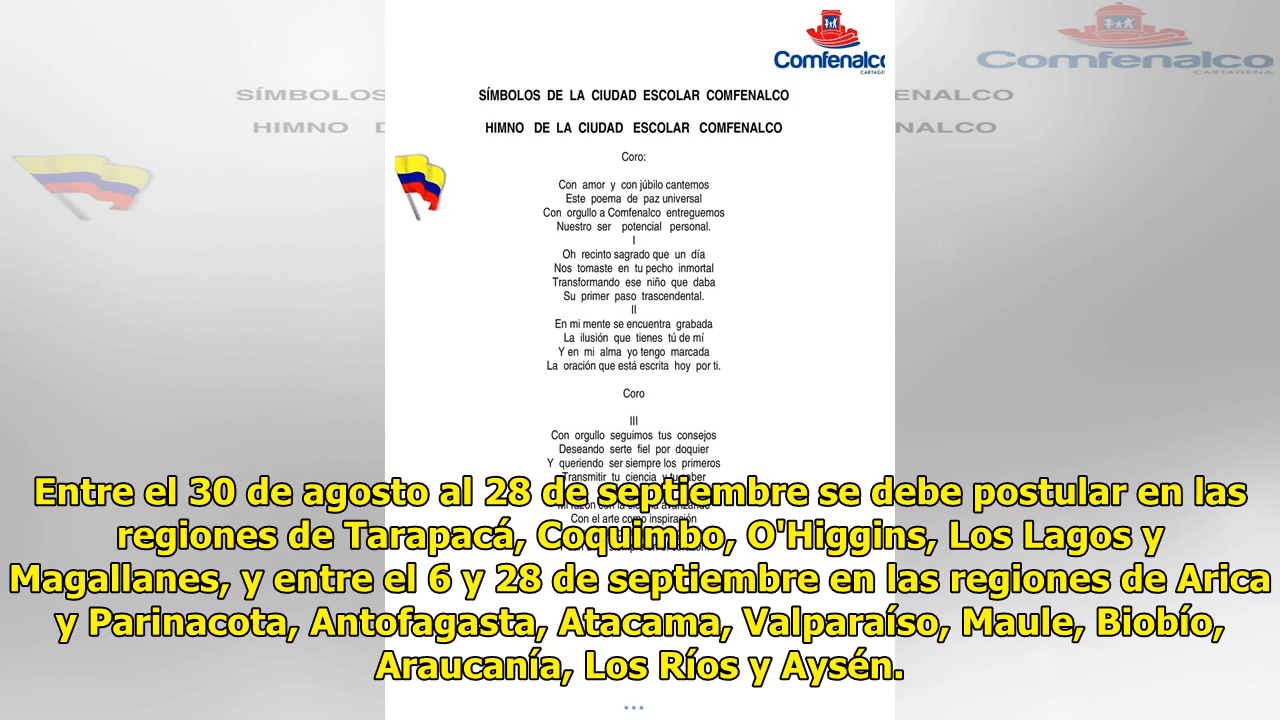 Comfenalco
CARTAGENA
SÍMBOLOS DE LA CIUDAD ESCOLAR COMFENALCO
HIMNO DE LA CIUDAD ESCOLAR COMFENALCO
Coro:
Con amor y con júbilo cantemos
Este poema de paz universal
Con orgullo a Comfenalco entreguemos
Nuestro ser potencial personal.
I
Oh recinto sagrado que un día
Nos tomaste en tu pecho inmortal
Transformando ese niño que daba
Su primer paso trascendental.
II
En mi mente se encuentra grabada
La ilusión que tienes tú de mí
Y en mi alma yo tengo marcada
La oración que está escrita hoy por ti.
Coro
III
Con orgullo seguimos tus consejos
Deseando serte fiel por doquier
Y queriendo ser siempre los primeros
Transmitir tu ciencia y tu saber
Con el arte como inspiración
Entre el 30 de agosto al 28 de septiembre se debe postular en las
regiones de Tarapacá, Coquimbo, O'Higgins, Los Lagos y
Magallanes, y entre el 6 y 28 de septiembre en las regiones de Arica
y Parinacota, Antofagasta, Atacama, Valparaíso, Maule, Biobío,
Araucanía, Los Ríos y Aysén.